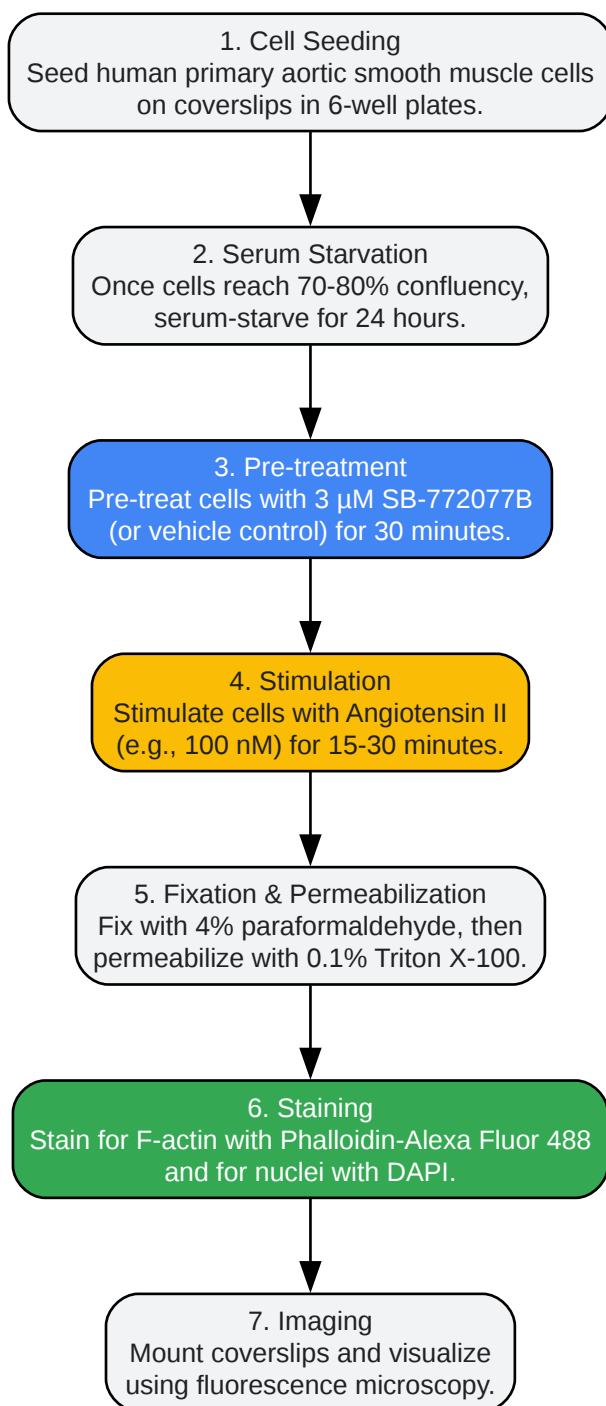 1. Cell Seeding
Seed human primary aortic smooth muscle cells
on coverslips in 6-well plates.
2. Serum Starvation
Once cells reach 70-80% confluency,
serum-starve for 24 hours.
3. Pre-treatment
Pre-treat cells with 3 µM SB-772077B
(or vehicle control) for 30 minutes.
4. Stimulation
Stimulate cells with Angiotensin II
(e.g., 100 nM) for 15-30 minutes.
5. Fixation & Permeabilization
Fix with 4% paraformaldehyde, then
permeabilize with 0.1% Triton X-100.
6. Staining
Stain for F-actin with Phalloidin-Alexa Fluor 488
and for nuclei with DAPI.
7. Imaging
Mount coverslips and visualize
using fluorescence microscopy.